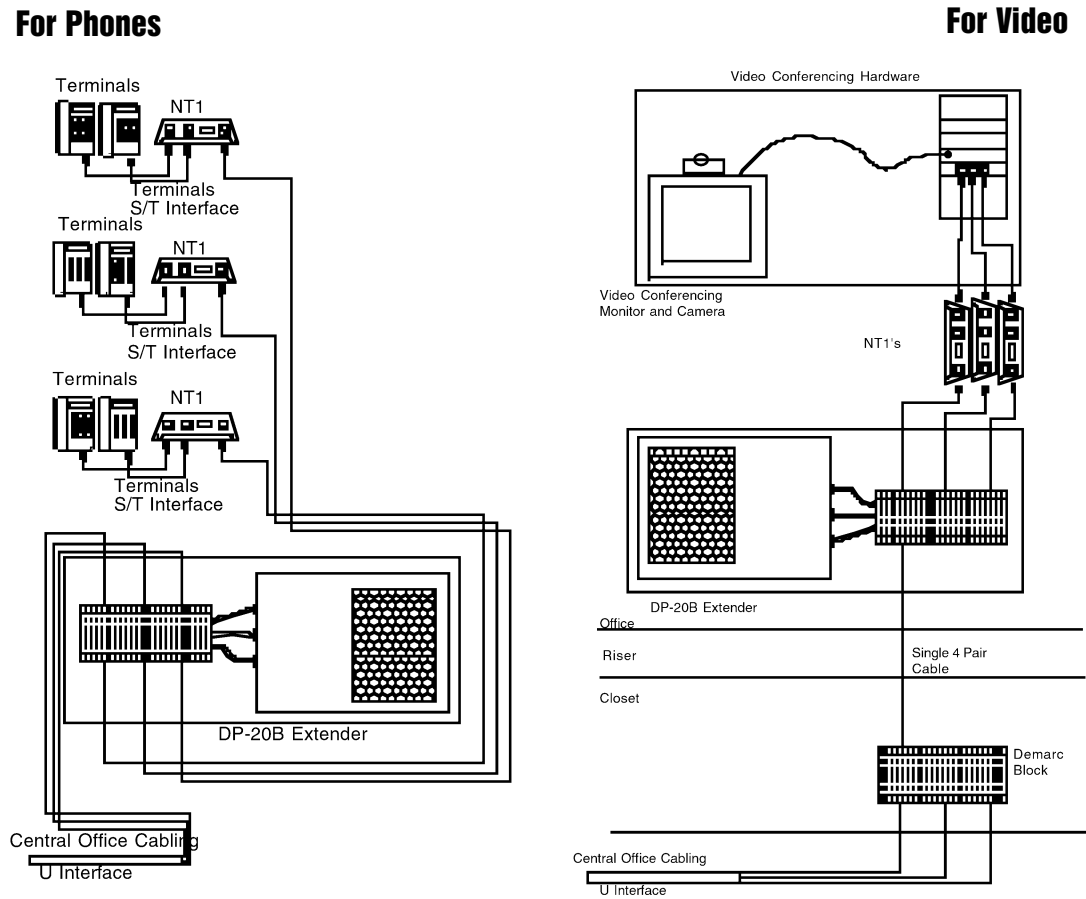 For Phones
Terminals
NT1
Terminals
S/T Interface
Terminals
NT1
Terminals
S/T Interface
Terminals
NT1
Terminals
S/T Interface
DP-20B Extender
Central Office Cabling
U Interface
For Video
Video Conferencing Hardware
Video Conferencing
Monitor and Camera
NT1's
DP-20B Extender
Office
Riser
Single 4 Pair
Cable
Closet
Demarc
Block
Central Office Cabling
U Interface